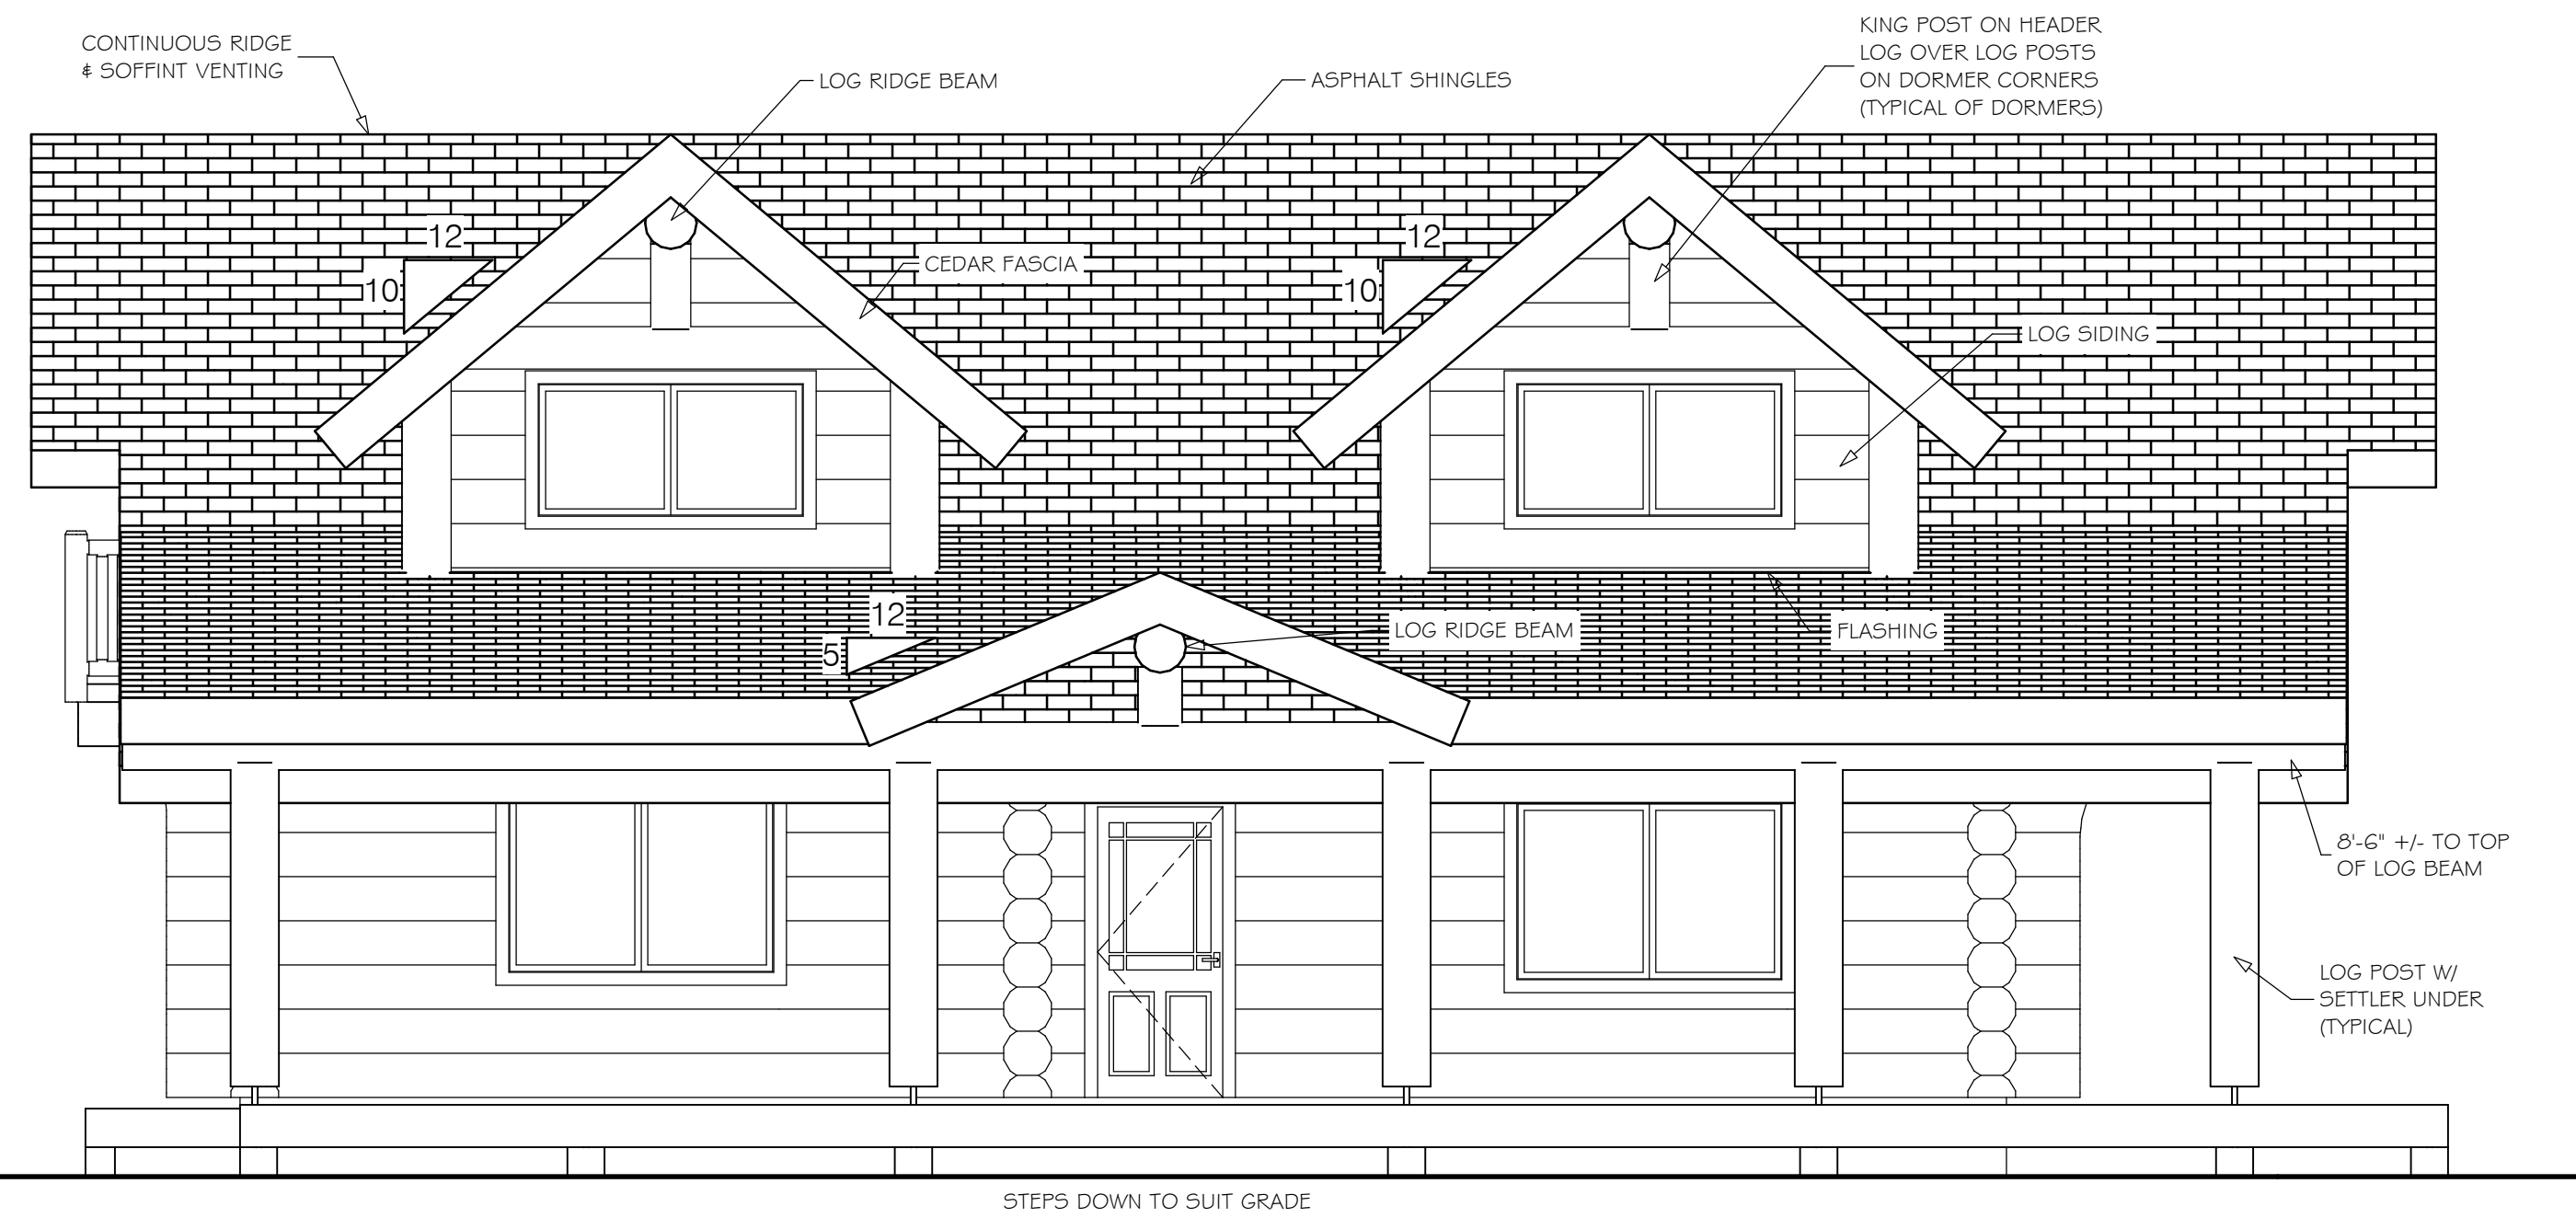 CONTINUOUS RIDGE
& SOFFINT VENTING
LOG RIDGE BEAM
ASPHALT SHINGLES
KING POST ON HEADER
LOG OVER LOG POSTS
ON DORMER CORNERS
(TYPICAL OF DORMERS)
12
10
CEDAR FASCIA
12
10
LOG SIDING
12
5
LOG RIDGE BEAM
FLASHING
8'-6" +/- TO TOP
OF LOG BEAM
LOG POST W/
SETTLER UNDER
(TYPICAL)
STEPS DOWN TO SUIT GRADE